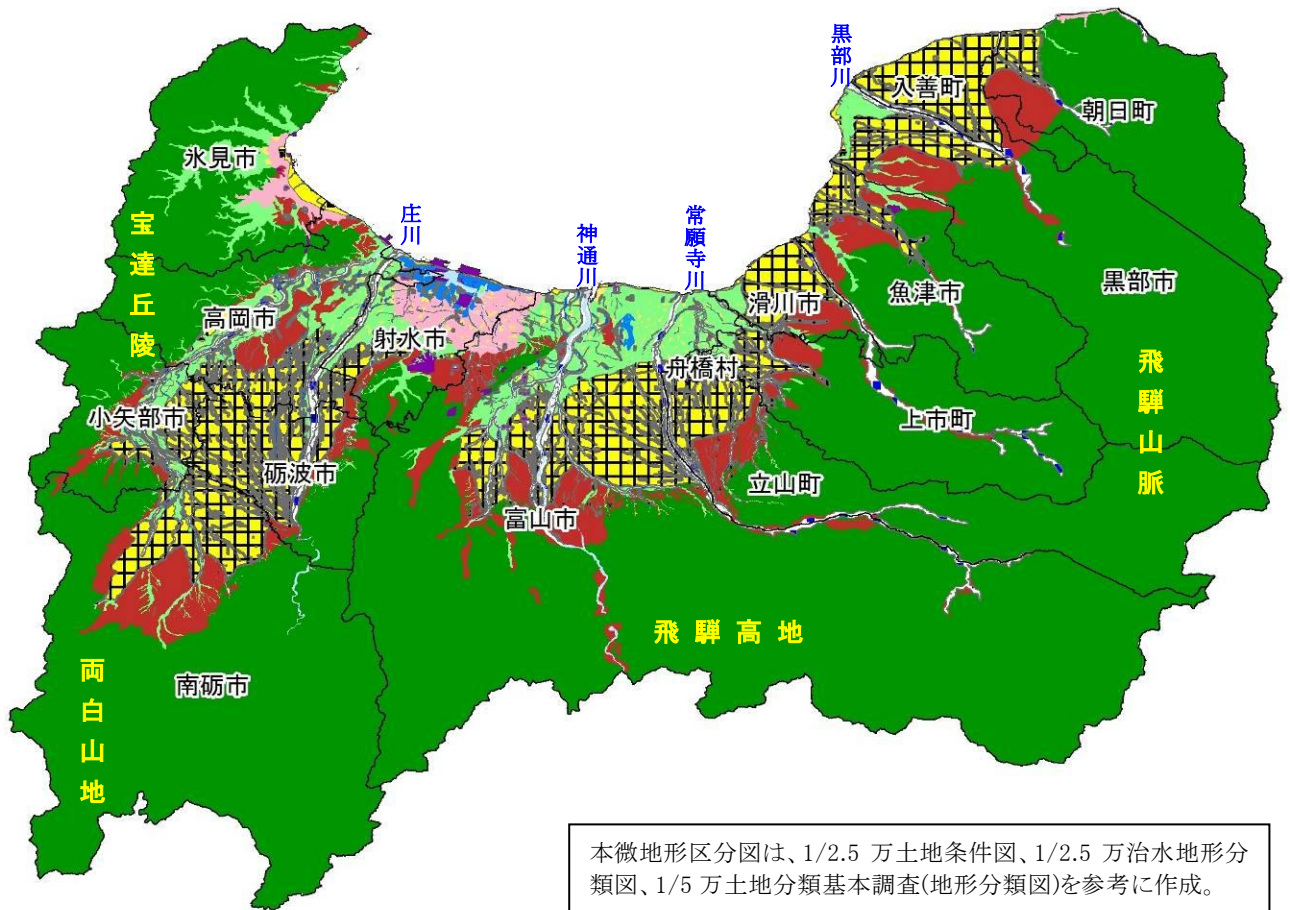 黒部川
入善町
朝日町
氷見市
宝達丘陵
庄川
神通川
常願寺川
黒部市
魚津市
滑川市
高岡市
射水市
舟橋村
飛騨山脈
小矢部市
上市町
砺波市
立山町
富山市
飛騨高地
両白山地
南砺市
本微地形区分図は、1/2.5 万土地条件図、1/2.5 万治水地形分
類図、1/5 万土地分類基本調査(地形分類図)を参考に作成。